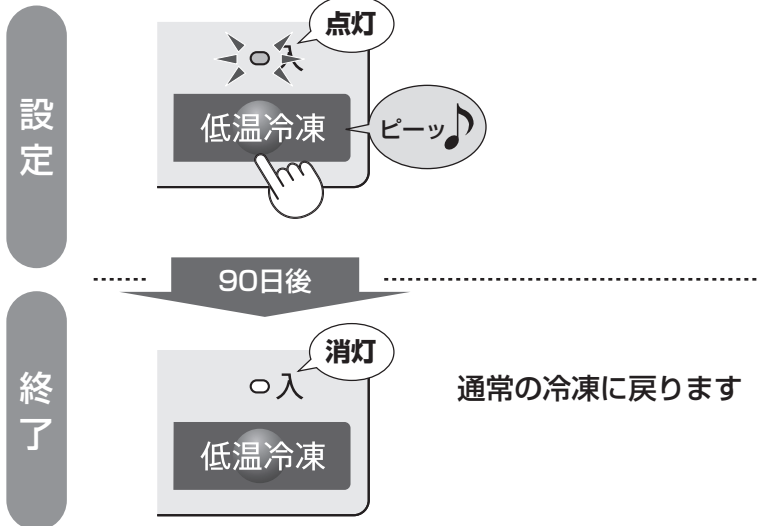 設定
点灯
入
低温冷凍
ピーッ♪
90日後
終了
消灯
入
低温冷凍
通常の冷凍に戻ります